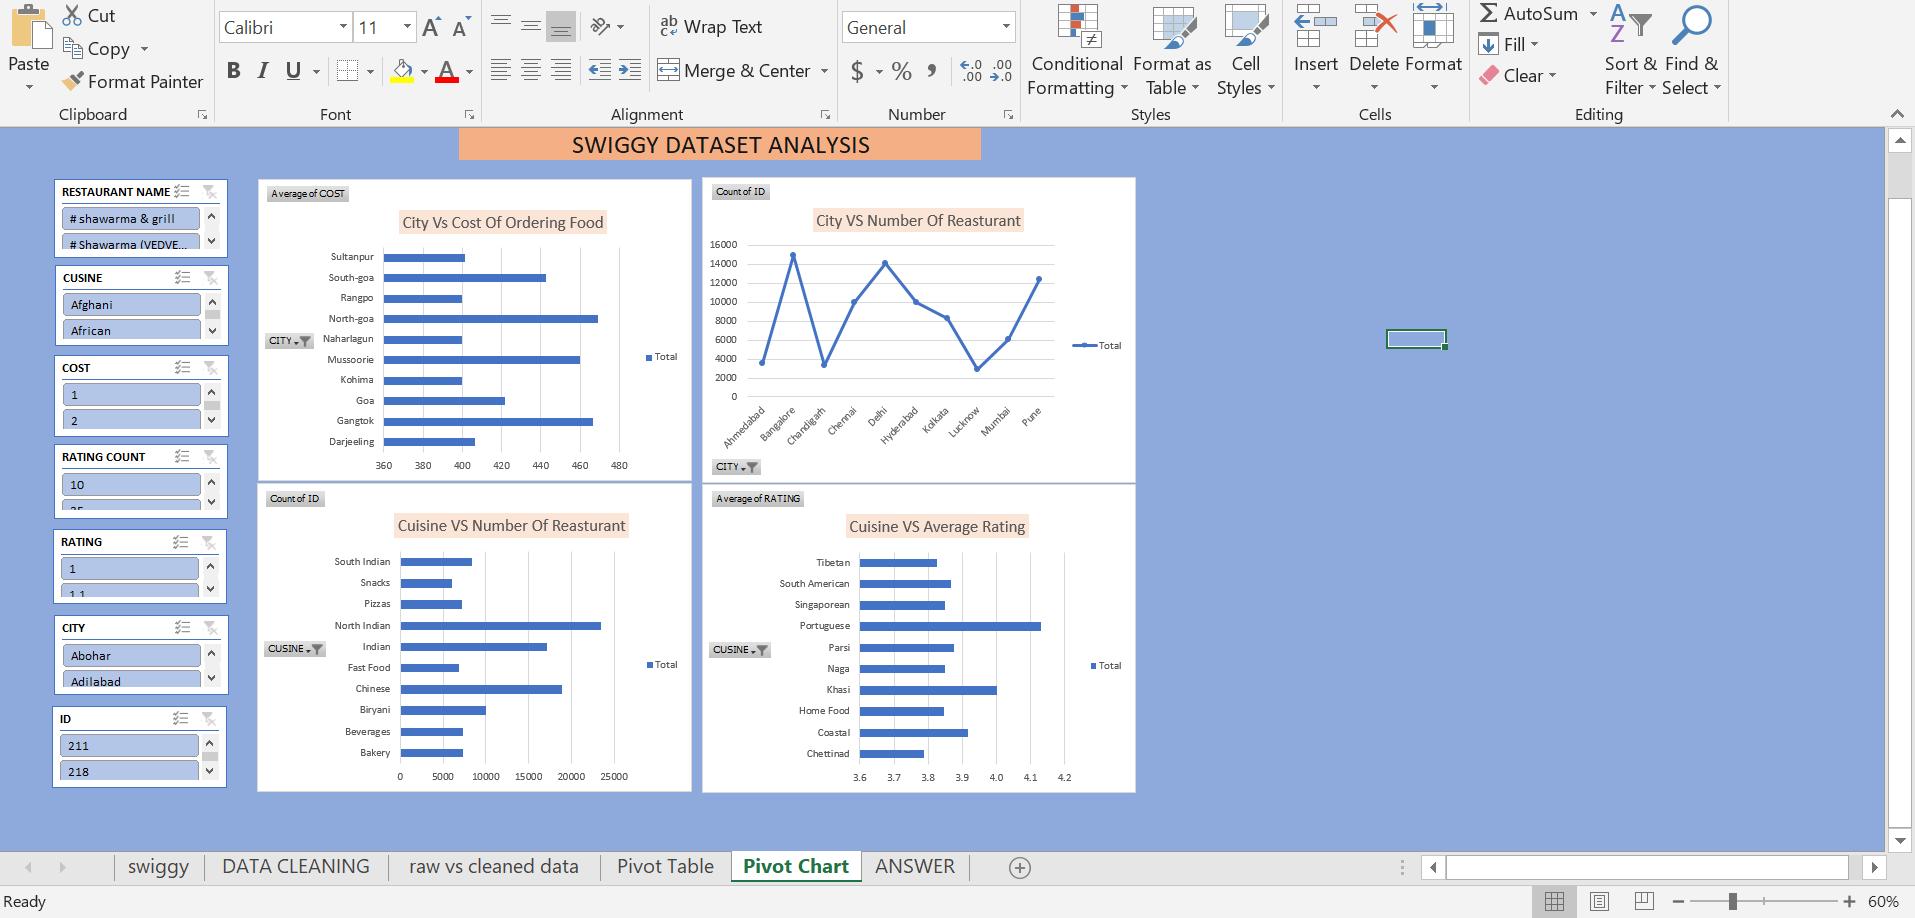 Cut
Copy
Format Painter
Paste
Clipboard
Calibri
11
B I U
A
Font
Wrap Text
Merge & Center
Alignment
General
$ % ,
Number
Conditional Formatting
Format as Table
Cell Styles
Styles
Insert
Delete
Format
Cells
AutoSum
Fill
Clear
Sort & Filter
Find & Select
Editing
SWIGGY DATASET ANALYSIS
RESTAURANT NAME
# shawarma & grill
# Shawarma (VEDVE...
CUSINE
Afghani
African
COST
1
2
RATING COUNT
10
25
RATING
1
1.1
CITY
Abohar
Adilabad
ID
211
218
Average of COST
City Vs Cost Of Ordering Food
Sultanpur
South-goa
Rangpo
North-goa
Naharlagun
Mussoorie
Kohima
Goa
Gangtok
Darjeeling
360 380 400 420 440 460 480
CITY
Total
Count of ID
City VS Number Of Reasturant
16000
14000
12000
10000
8000
6000
4000
2000
0
Ahmedabad Bangalore Chandigarh Chennai Delhi Hyderabad Kolkata Lucknow Mumbai Pune
CITY
Total
Count of ID
Cuisine VS Number Of Reasturant
South Indian
Snacks
Pizzas
North Indian
Indian
Fast Food
Chinese
Biryani
Beverages
Bakery
0 5000 10000 15000 20000 25000
CUSINE
Total
Average of RATING
Cuisine VS Average Rating
Tibetan
South American
Singaporean
Portuguese
Parsi
Naga
Khasi
Home Food
Coastal
Chettinad
3.6 3.7 3.8 3.9 4.0 4.1 4.2
CUSINE
Total
swiggy
DATA CLEANING
raw vs cleaned data
Pivot Table
Pivot Chart
ANSWER
Ready
60%